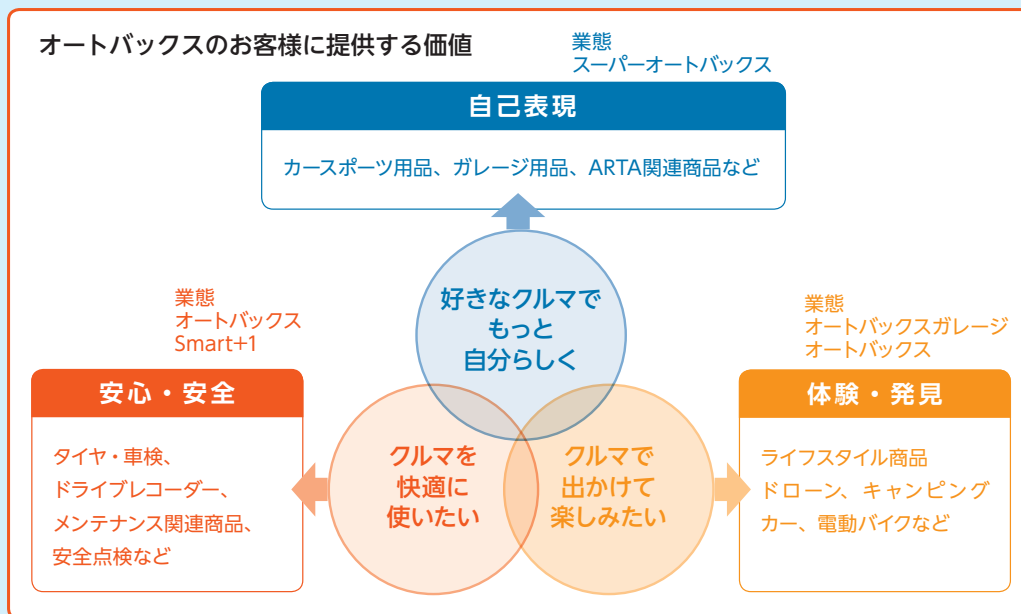 オートバックスのお客様に提供する価値
業態
スーパーオートバックス
自己表現
カースポーツ用品、ガレージ用品、ARTA関連商品など
好きなクルマで
もっと
自分らしく
業態
オートバックス
Smart+1
安心・安全
タイヤ・車検、
ドライブレコーダー、
メンテナンス関連商品、
安全点検など
クルマを
快適に
使いたい
クルマで
出かけて
楽しみたい
業態
オートバックスガレージ
オートバックス
体験・発見
ライフスタイル商品
ドローン、キャンピング
カー、電動バイクなど